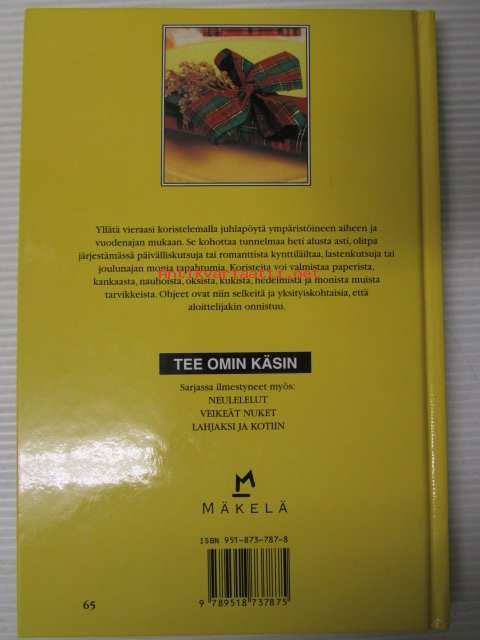 Yllätä vieraasi koristelemalla juhlapöytä ympäristöineen aiheen ja
vuodenajan mukaan. Se kohottaa tunnelmaa heti alusta asti, olitpa
järjestämässä päivälliskutsuja tai romanttista kynttiläiltaa, lastenkutsuja tai
joulunajan monia tapahtumia. Koristeita voi valmistaa paperista,
antikvariaatti.net
kankaasta, nauhoista, oksista, kukista, hedelmistä ja monista muista
tarvikkeista. Ohjeet ovat niin selkeitä ja yksityiskohtaisia, että
aloittelijakin onnistuu.
TEE OMIN KÄSIN
Sarjassa ilmestyneet myös:
NEULELELUT
VEIKEÄT NUKET
LAHJAKSI JA KOTIIN
M
MÄKELÄ
ISBN 951-873-787-8
9 789518 737875
65